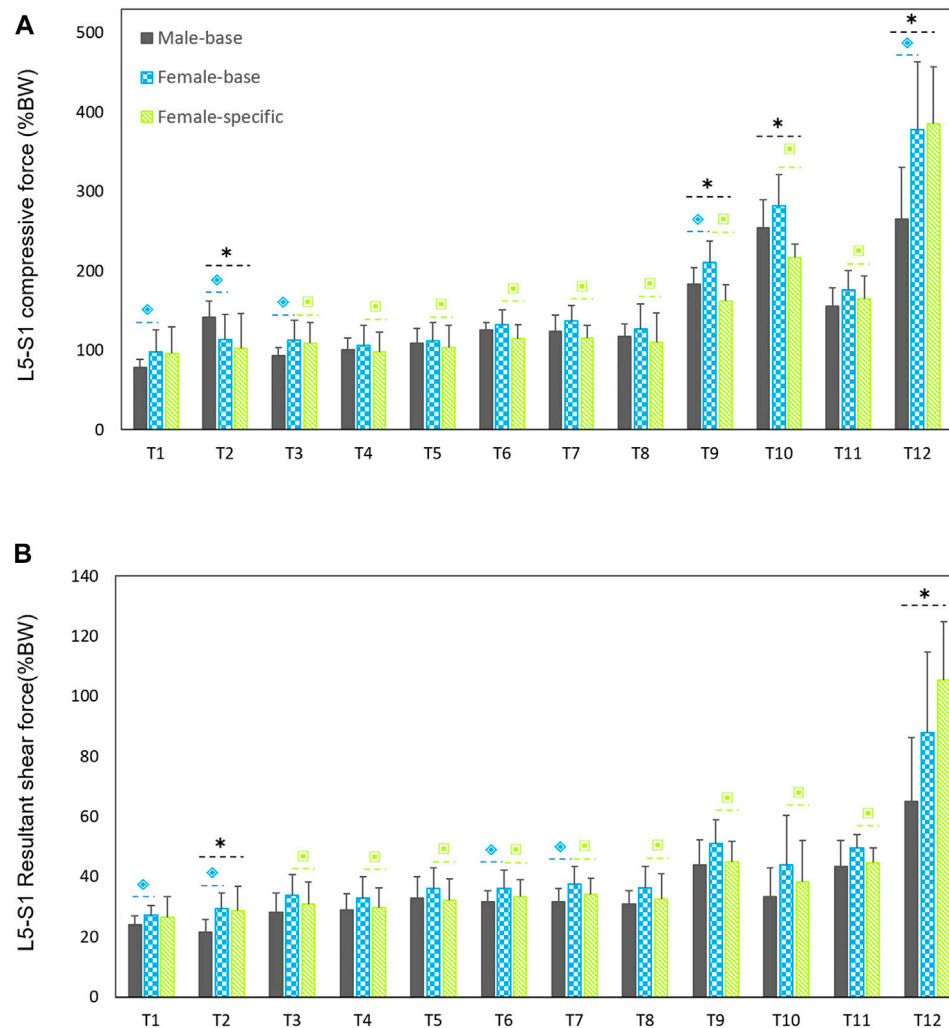 A
L5-S1 compressive force (%BW)
500
400
300
200
100
0
Male-base
Female-base
Female-specific
*
*
*
*
T1 T2 T3 T4 T5 T6 T7 T8 T9 T10 T11 T12
B
L5-S1 Resultant shear force(%BW)
140
120
100
80
60
40
20
0
*
*
T1 T2 T3 T4 T5 T6 T7 T8 T9 T10 T11 T12